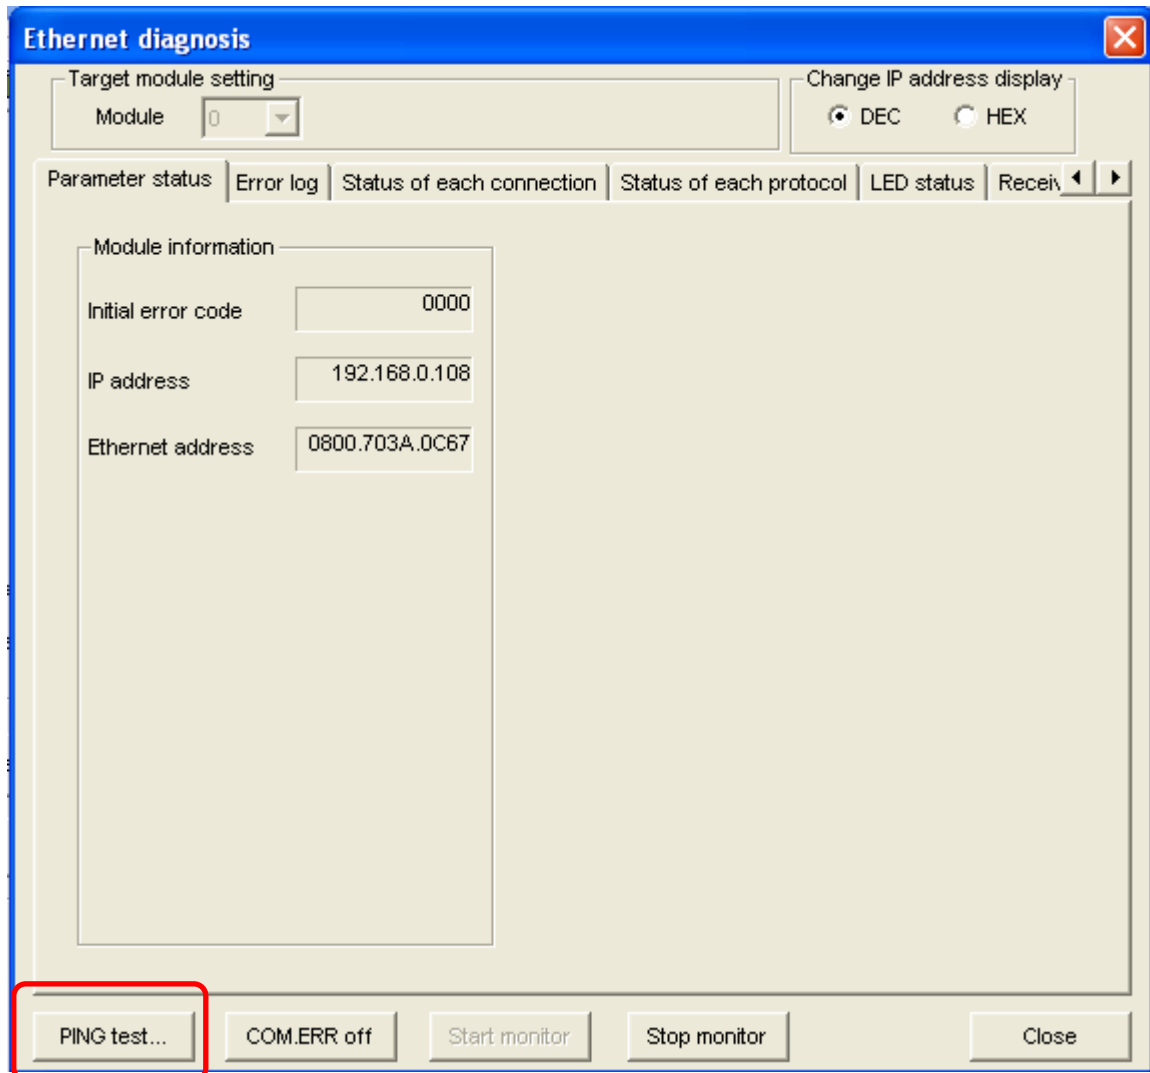 Ethernet diagnosis
Target module setting
Change IP address display
Module 0
DEC HEX
Parameter status Error log Status of each connection Status of each protocol LED status Receiv
Module information
Initial error code 0000
IP address 192.168.0.108
Ethernet address 0800.703A.0C67
PING test... COM.ERR off Start monitor Stop monitor Close